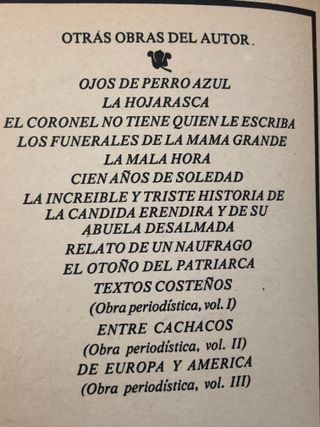 OTRAS OBRAS DEL AUTOR.
OJOS DE PERRO AZUL
LA HOJARASCA
EL CORONEL NO TIENE QUIEN LE ESCRIBA
LOS FUNERALES DE LA MAMA GRANDE
LA MALA HORA
CIEN AÑOS DE SOLEDAD
LA INCREIBLE Y TRISTE HISTORIA DE
LA CANDIDA ERENDIRA Y DE SU
ABUELA DESALMADA
RELATO DE UN NAUFRAGO
EL OTOÑO DEL PATRIARCA
TEXTOS COSTEÑOS
(Obra periodística, vol. I)
ENTRE CACHACOS
(Obra periodística, vol. II)
DE EUROPA Y AMERICA
(Obra periodística, vol. III)